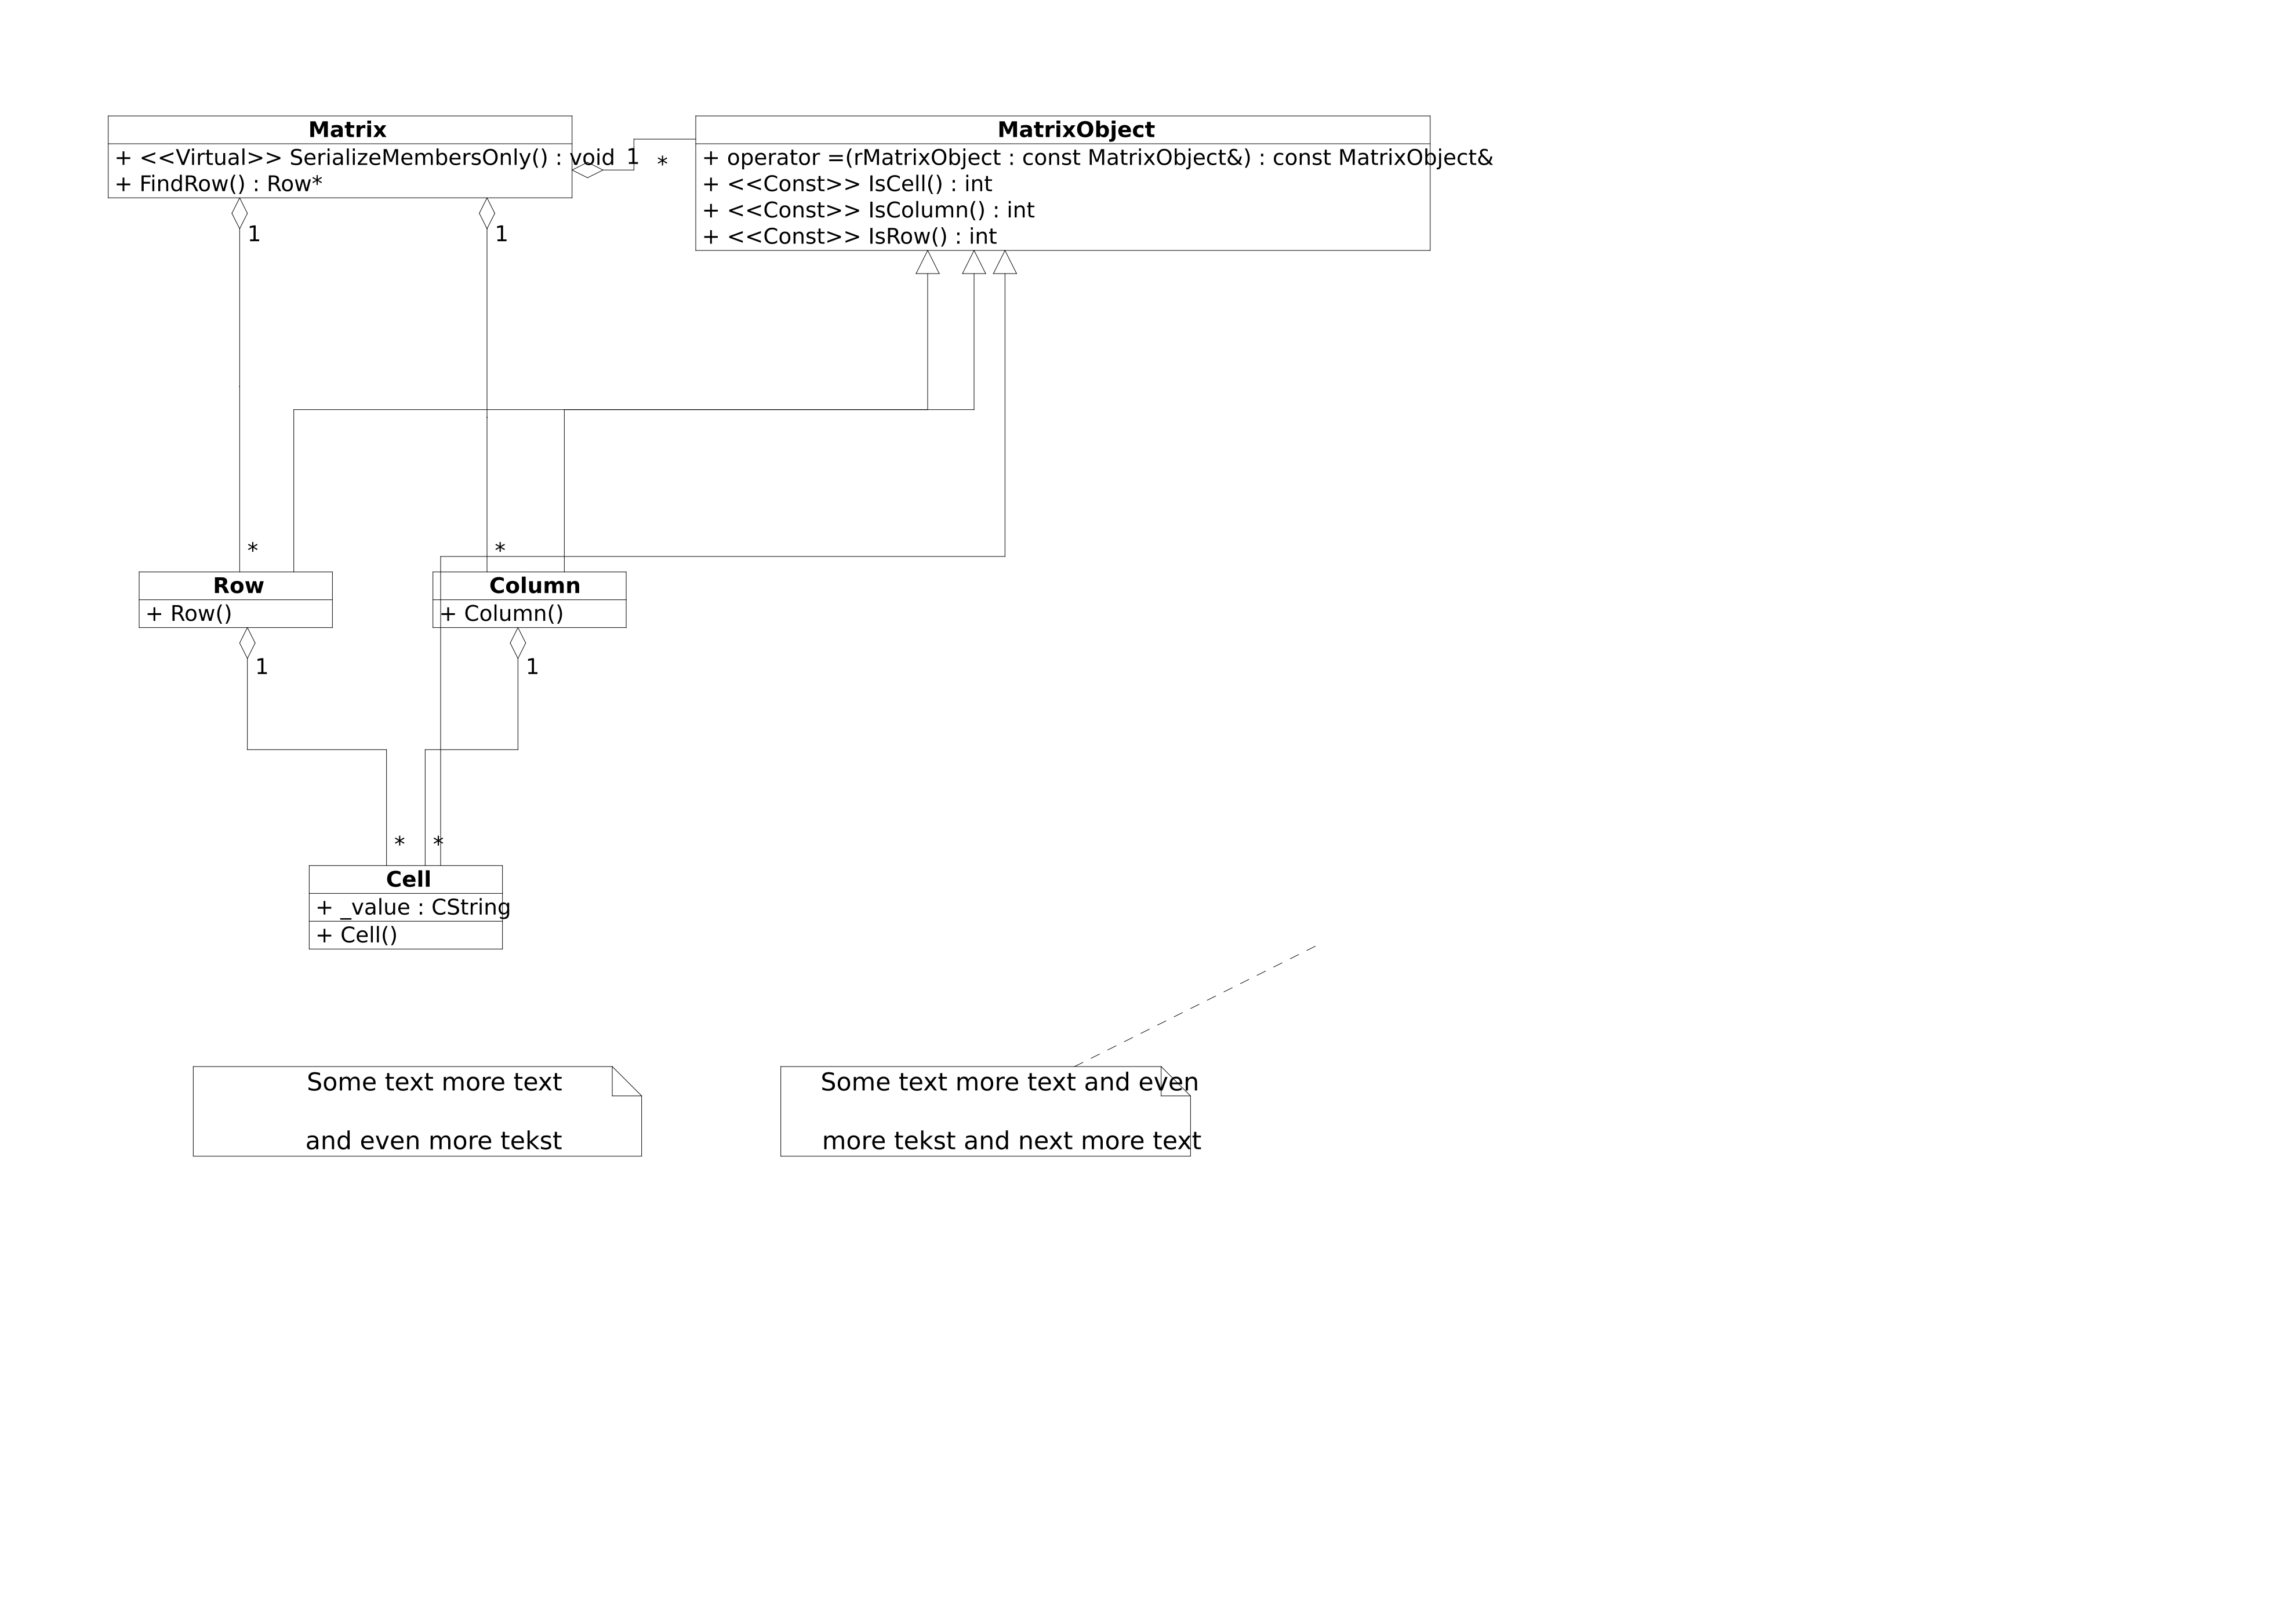 Matrix
+ <<Virtual>> SerializeMembersOnly() : void
+ FindRow() : Row*
1
*
MatrixObject
+ operator =(rMatrixObject : const MatrixObject&) : const MatrixObject&
+ <<Const>> IsCell() : int
+ <<Const>> IsColumn() : int
+ <<Const>> IsRow() : int
1
1
*
*
Row
+ Row()
Column
+ Column()
1
1
*
*
Cell
+ _value : CString
+ Cell()
Some text more text
and even more tekst
Some text more text and even
more tekst and next more text